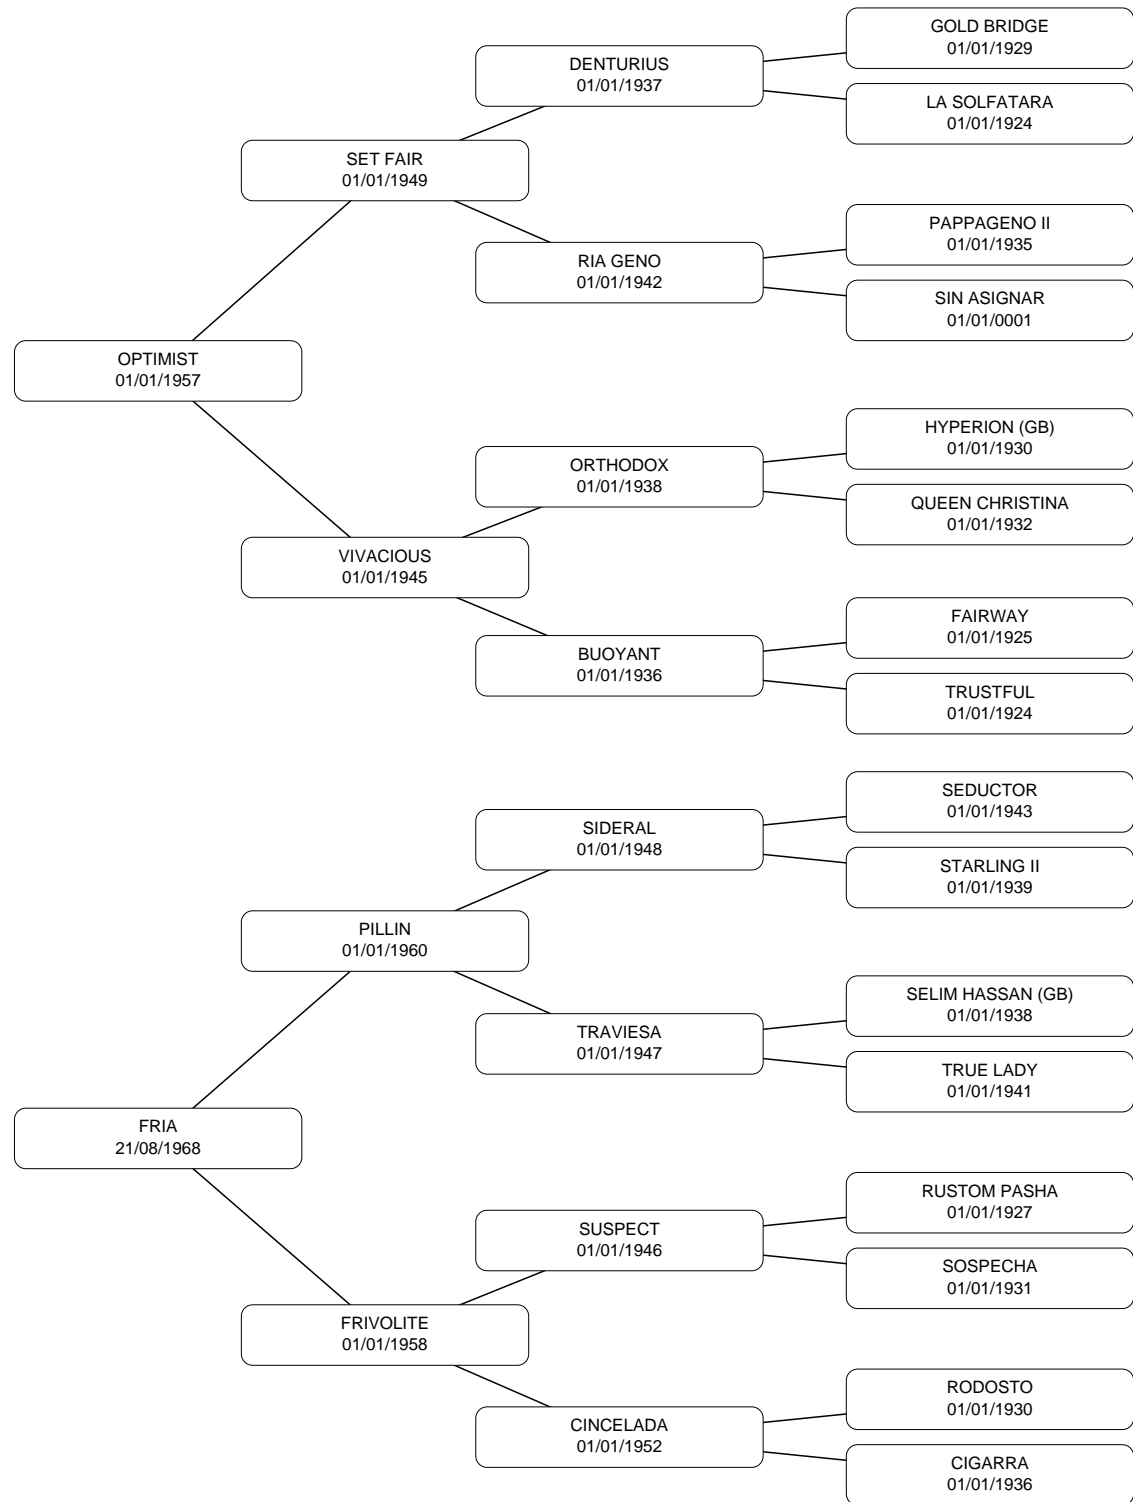 GOLD BRIDGE
01/01/1929
DENTURIUS
01/01/1937
LA SOLFATARA
01/01/1924
SET FAIR
01/01/1949
PAPPAGENO II
01/01/1935
RIA GENO
01/01/1942
SIN ASIGNAR
01/01/0001
OPTIMIST
01/01/1957
HYPERION (GB)
01/01/1930
ORTHODOX
01/01/1938
QUEEN CHRISTINA
01/01/1932
VIVACIOUS
01/01/1945
FAIRWAY
01/01/1925
BUOYANT
01/01/1936
TRUSTFUL
01/01/1924
SEDUCTOR
01/01/1943
SIDERAL
01/01/1948
STARLING II
01/01/1939
PILLIN
01/01/1960
SELIM HASSAN (GB)
01/01/1938
TRAVIESA
01/01/1947
TRUE LADY
01/01/1941
FRIA
21/08/1968
RUSTOM PASHA
01/01/1927
SUSPECT
01/01/1946
SOSPECHA
01/01/1931
FRIVOLITE
01/01/1958
RODOSTO
01/01/1930
CINCELADA
01/01/1952
CIGARRA
01/01/1936